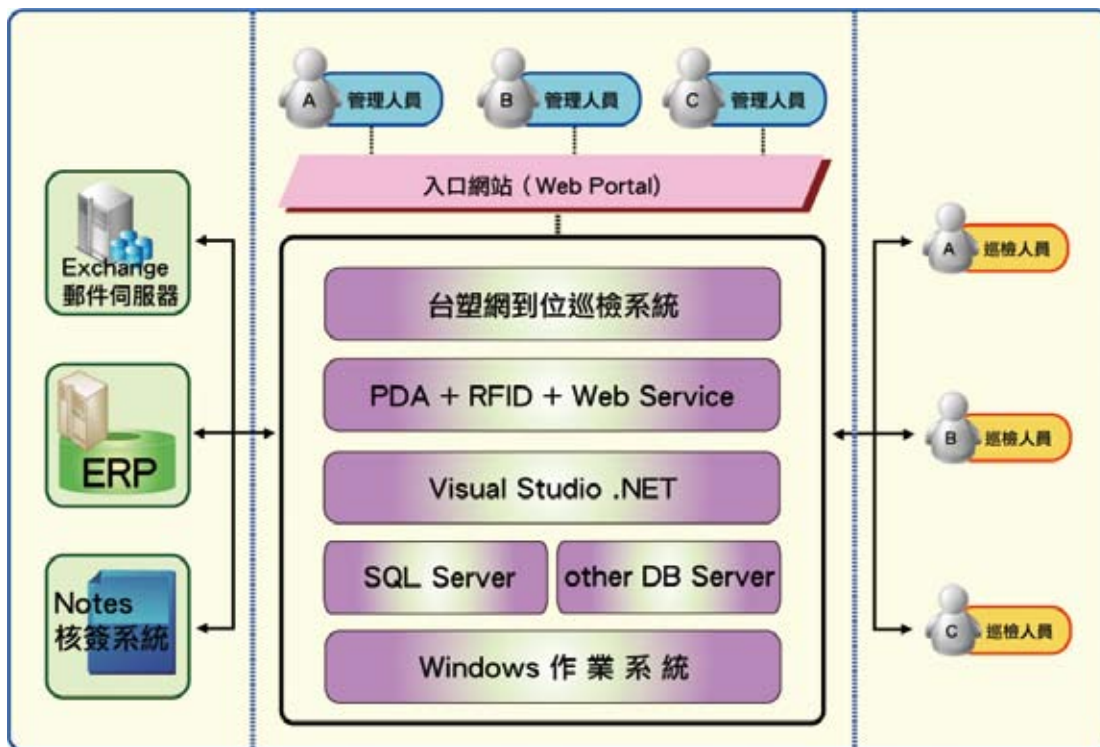 A 管理人員
B 管理人員
C 管理人員
入口網站（Web Portal）
Exchange
郵件伺服器
ERP
Notes
核簽系統
台塑網到位巡檢系統
PDA + RFID + Web Service
Visual Studio .NET
SQL Server
other DB Server
Windows 作 業 系 統
A 巡檢人員
B 巡檢人員
C 巡檢人員